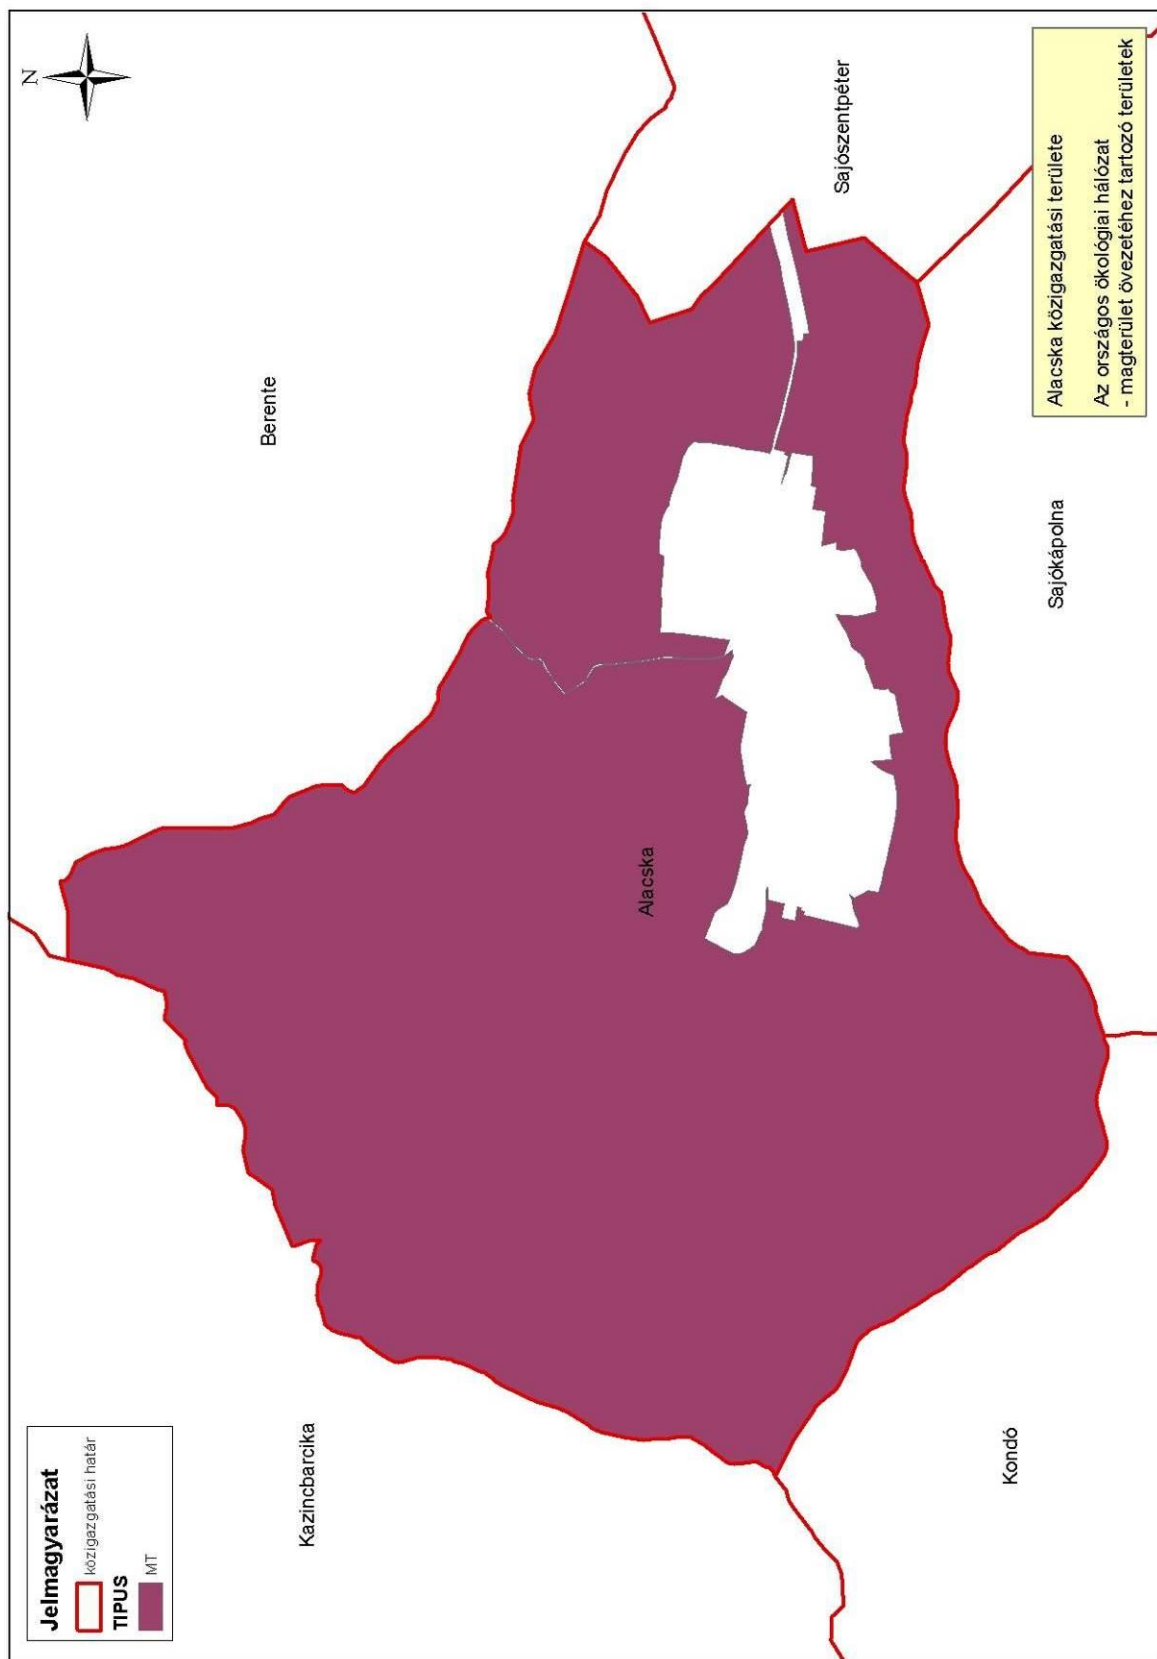 Jelmagyarázat
közigazgatási határ
TIPUS
MT
N
Kazincbarcika
Berente
Alacska
Sajószentpéter
Kondó
Sajókápolna
Alacska közigazgatási területe
Az országos ökológiai hálózat
- magterület övezetéhez tartozó területek